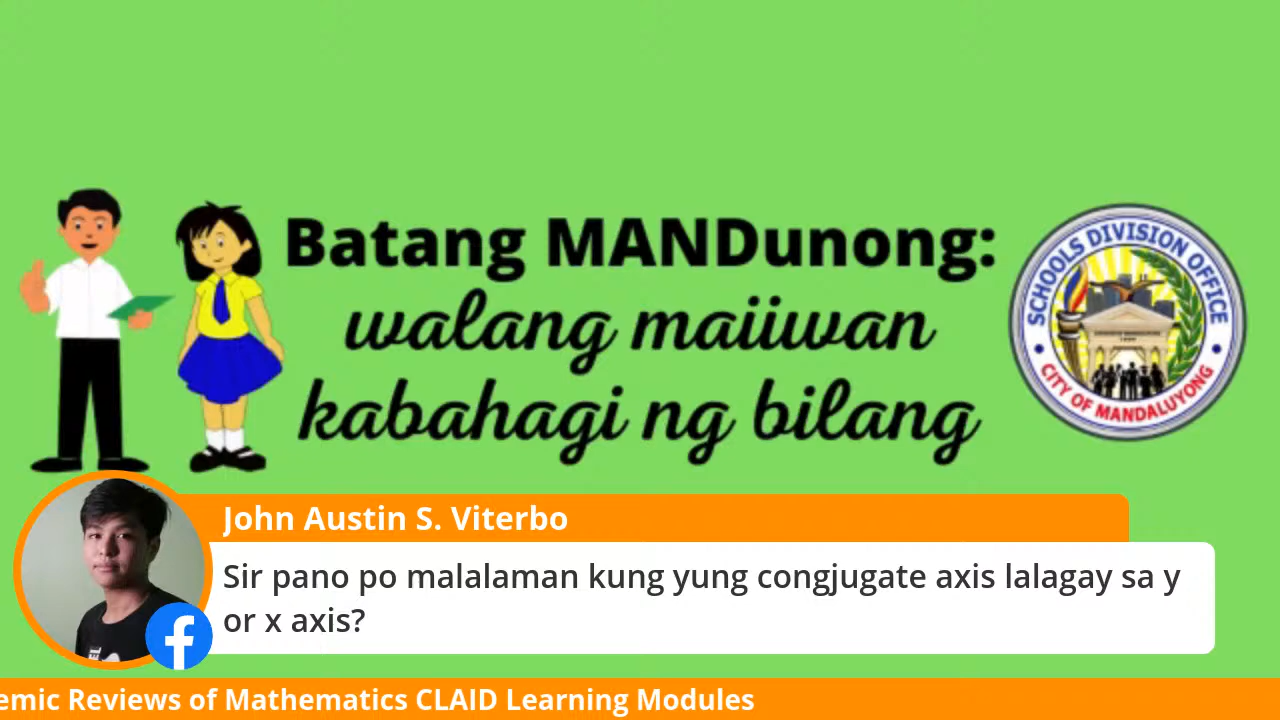 Batang MANDunong:
walang maiiwan
kabahagi ng bilang
SCHOOLS DIVISION OFFICE
CITY OF MANDALUYONG
John Austin S. Viterbo
Sir pano po malalaman kung yung congjugate axis lalagay sa y
or x axis?
emic Reviews of Mathematics CLAID Learning Modules